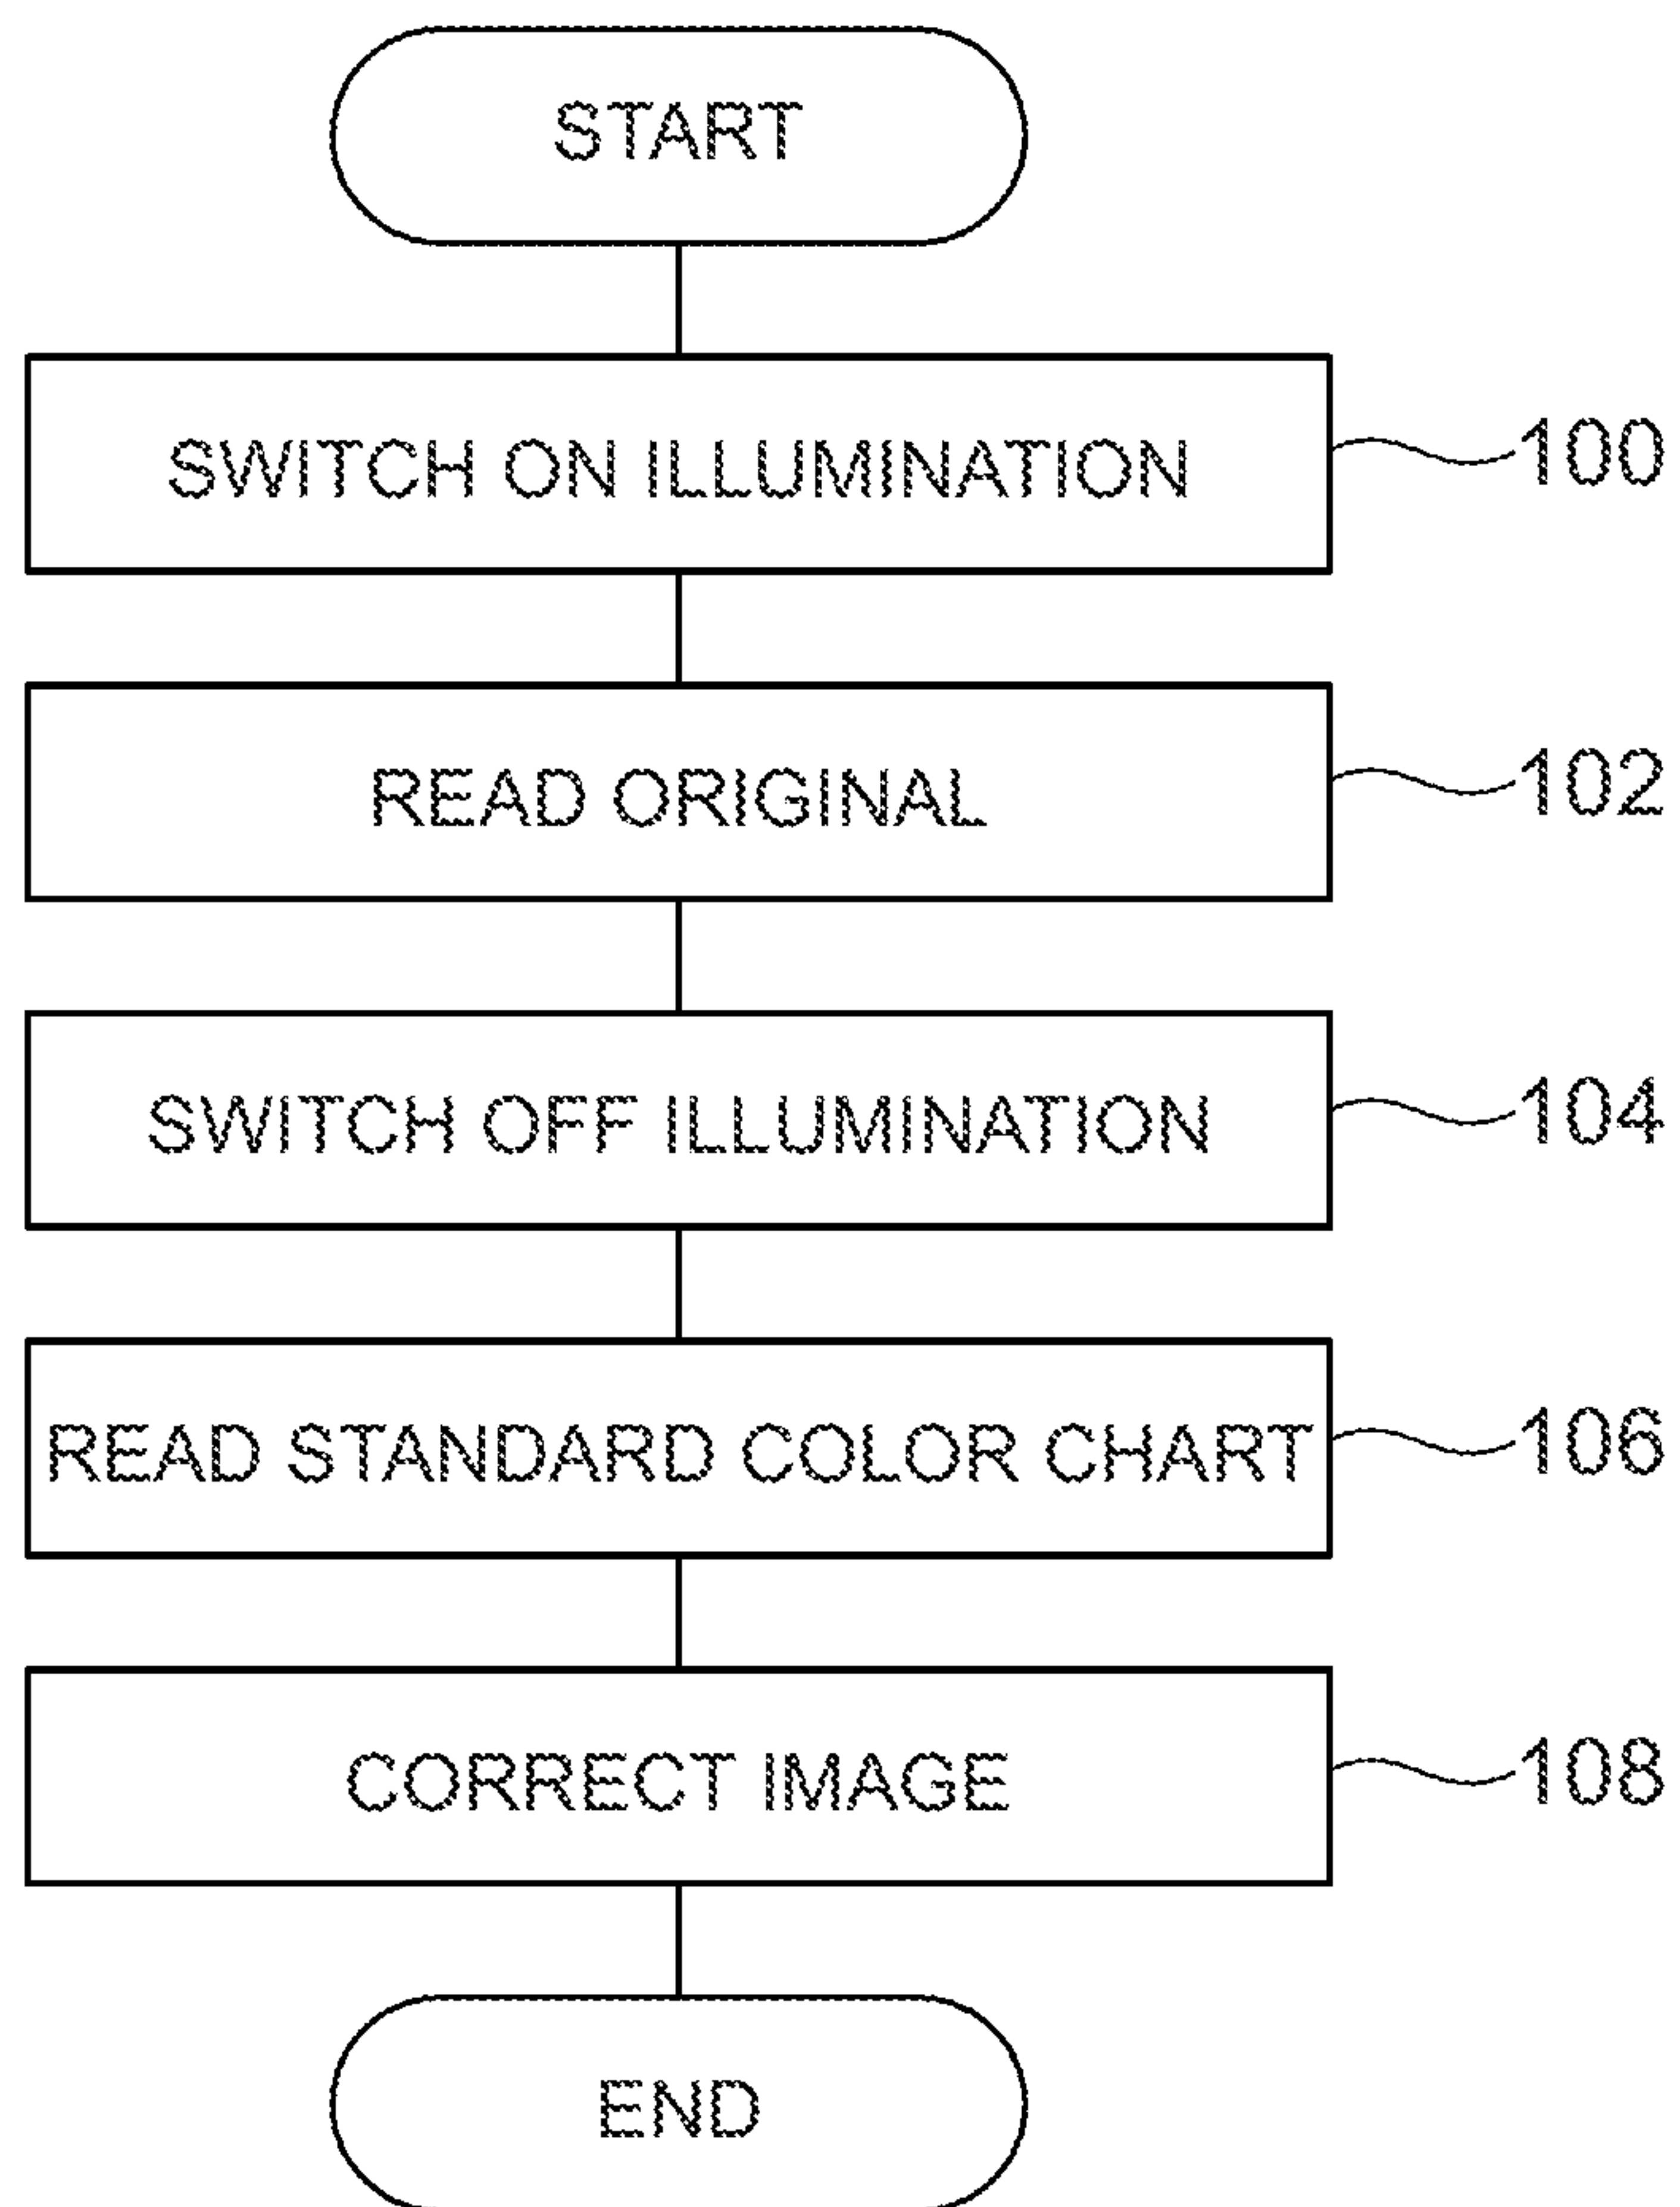 START
SWITCH ON ILLUMINATION
100
READ ORIGINAL
102
SWITCH OFF ILLUMINATION
104
READ STANDARD COLOR CHART
106
CORRECT IMAGE
108
END